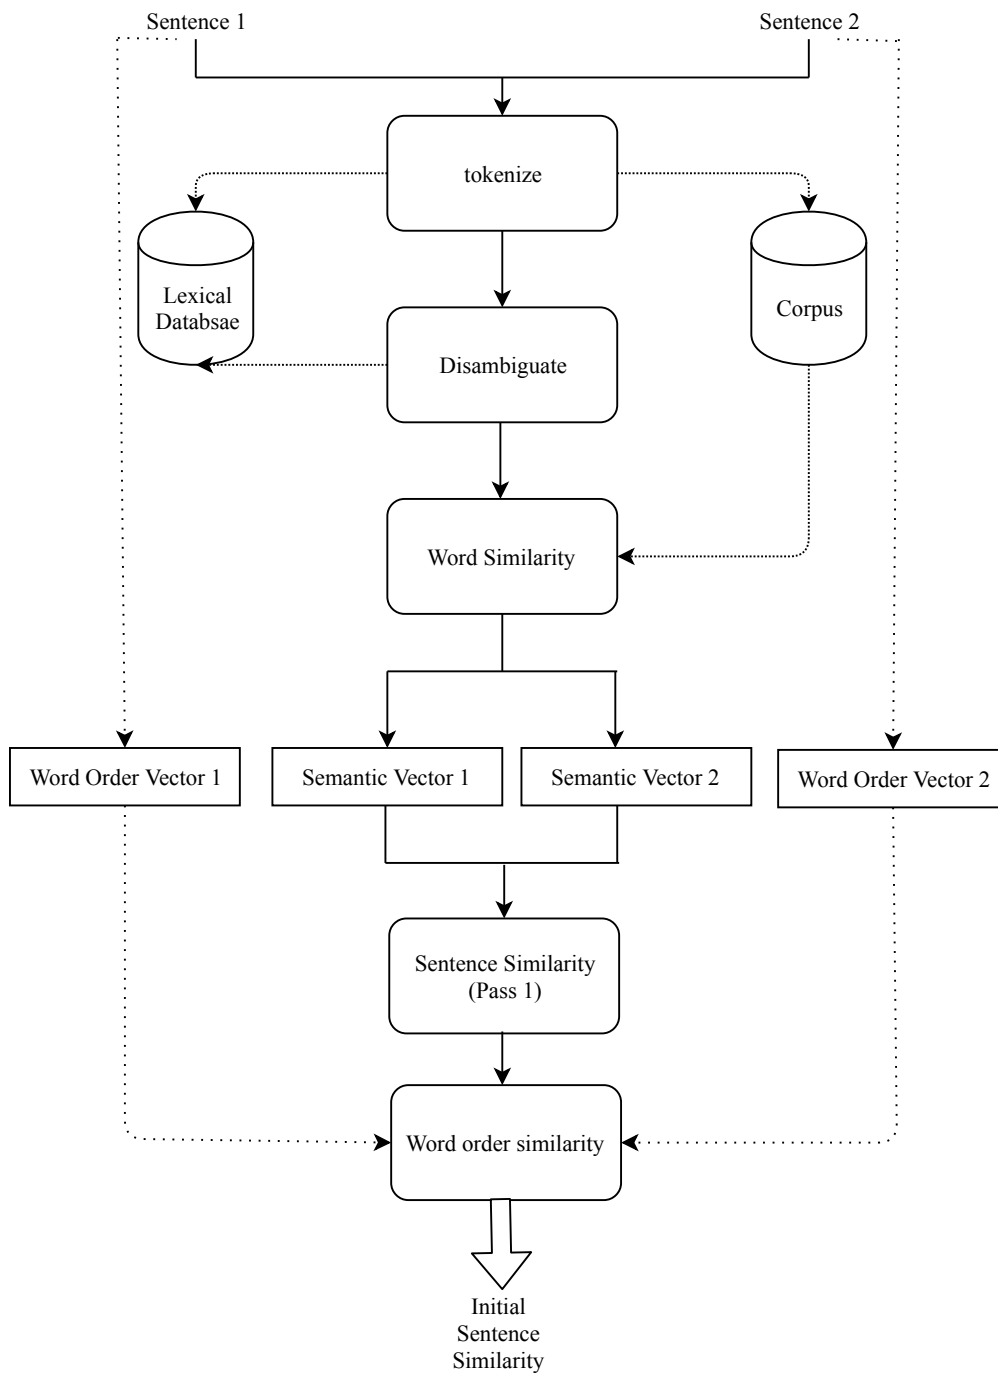 Sentence 1
Sentence 2
tokenize
Lexical
Databsae
Corpus
Disambiguate
Word Similarity
Word Order Vector 1
Semantic Vector 1
Semantic Vector 2
Word Order Vector 2
Sentence Similarity
(Pass 1)
Word order similarity
Initial
Sentence
Similarity